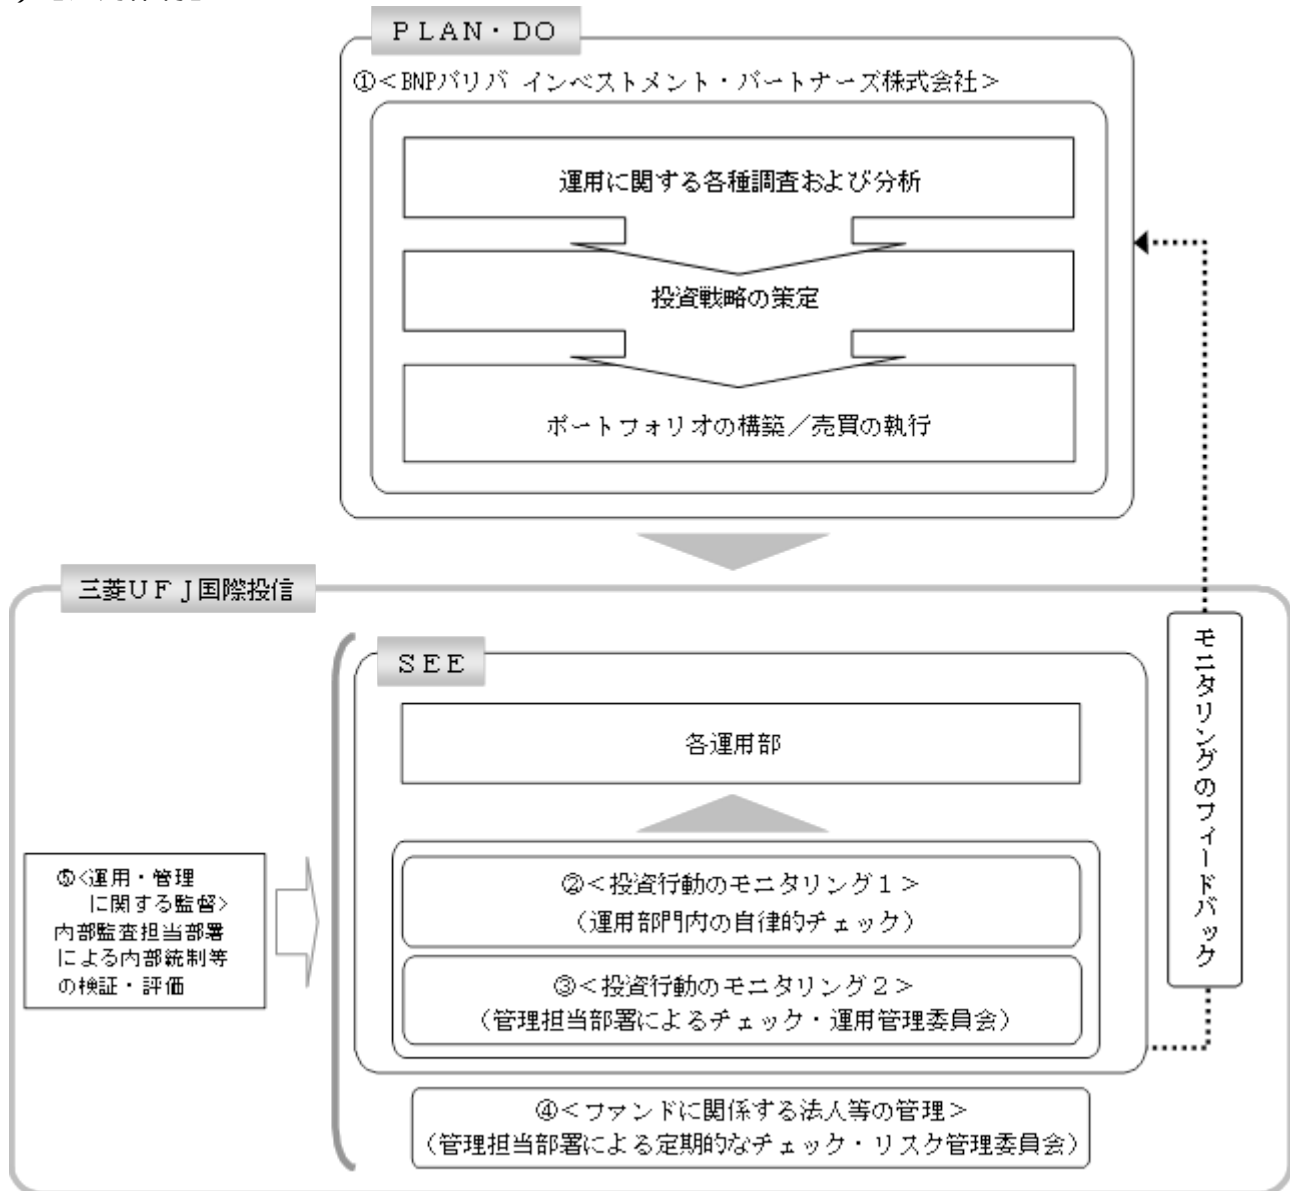 PLAN・DO
①<BNPパリバ インベストメント・パートナーズ株式会社>
運用に関する各種調査および分析
投資戦略の策定
ポートフォリオの構築/売買の執行
三菱UFJ国際投信
SEE
各運用部
②<投資行動のモニタリング1>
(運用部門内の自律的チェック)
③<投資行動のモニタリング2>
(管理担当部署によるチェック・運用管理委員会)
④<ファンドに関係する法人等の管理>
(管理担当部署による定期的なチェック・リスク管理委員会)
⑤<運用・管理
に関する監督>
内部監査担当部署
による内部統制等
の検証・評価
モニタリングのフィードバック